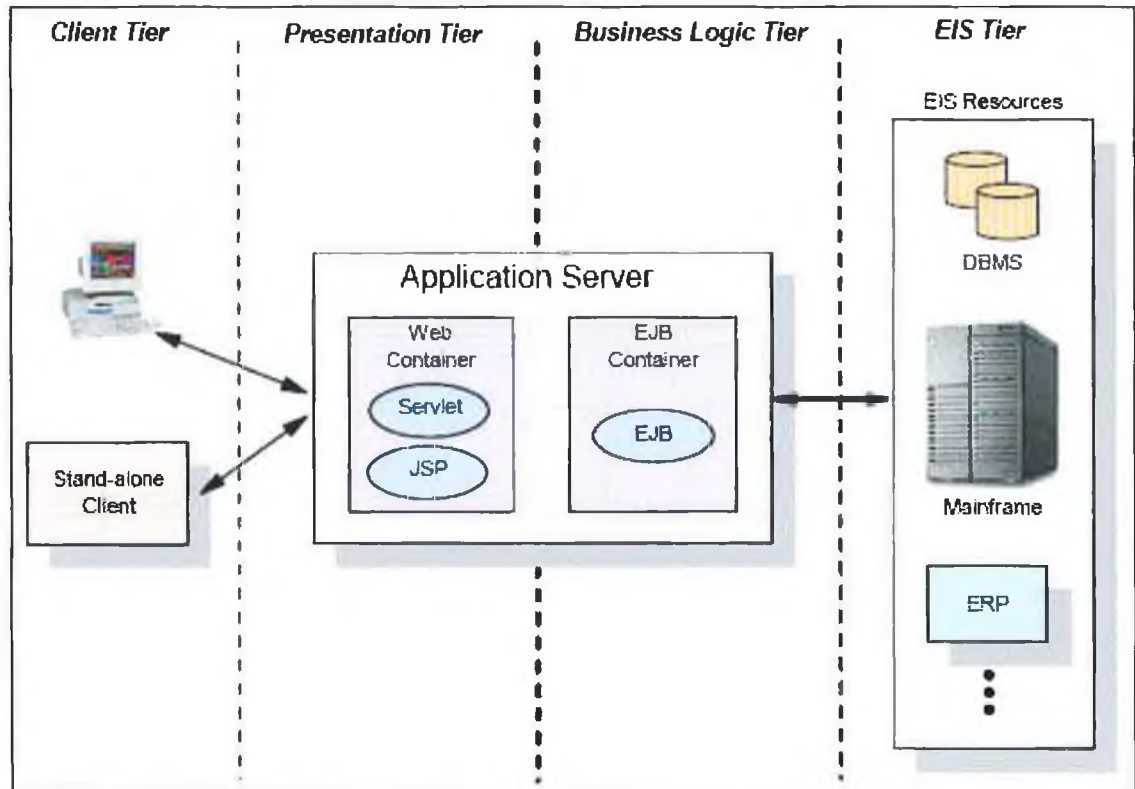 Client Tier
Presentation Tier
Business Logic Tier
EIS Tier
EIS Resources
DBMS
Application Server
Web
Container
Servlet
JSP
EJB
Container
EJB
Stand-alone
Client
Mainframe
ERP